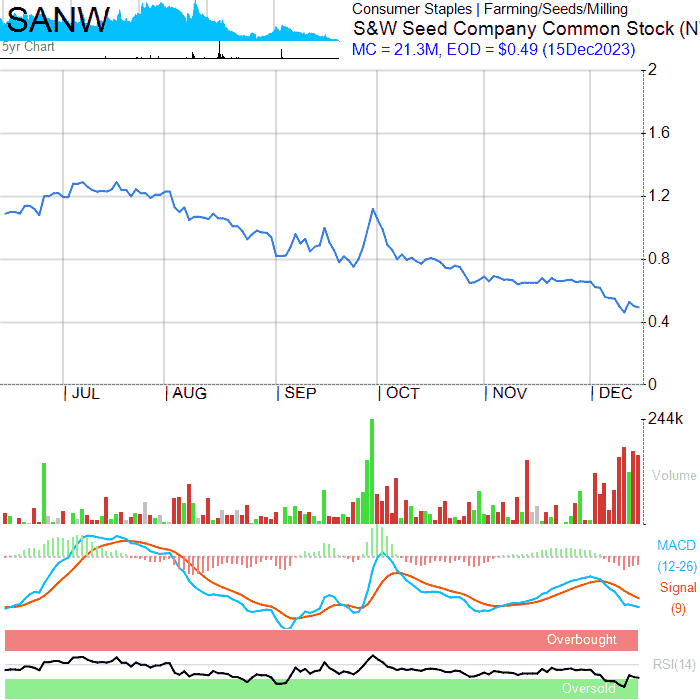 SANW
5yr Chart
Consumer Staples | Farming/Seeds/Milling
S&W Seed Company Common Stock (N
MC = 21.3M, EOD = $0.49 (15Dec2023)
2
1.6
1.2
0.8
0.4
0
JUL AUG SEP OCT NOV DEC
244k
Volume
MACD
(12-26)
Signal
(9)
Overbought
RSI(14)
Oversold